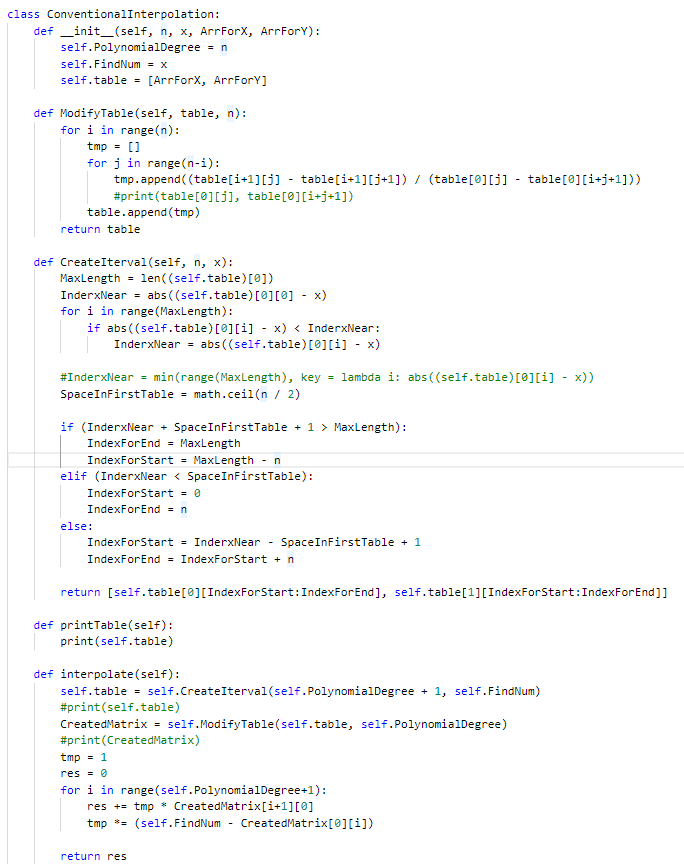 class ConventionalInterpolation:
    def __init__(self, n, x, ArrForX, ArrForY):
        self.PolynomialDegree = n
        self.FindNum = x
        self.table = [ArrForX, ArrForY]

    def ModifyTable(self, table, n):
        for i in range(n):
            tmp = []
            for j in range(n-i):
                tmp.append((table[i+1][j] - table[i+1][j+1]) / (table[0][j] - table[0][i+j+1]))
                #print(table[0][j], table[0][i+j+1])
            table.append(tmp)
        return table

    def CreateIterval(self, n, x):
        MaxLength = len((self.table)[0])
        InderxNear = abs((self.table)[0][0] - x)
        for i in range(MaxLength):
            if abs((self.table)[0][i] - x) < InderxNear:
                InderxNear = abs((self.table)[0][i] - x)

        #InderxNear = min(range(MaxLength), key = lambda i: abs((self.table)[0][i] - x))
        SpaceInFirstTable = math.ceil(n / 2)

        if (InderxNear + SpaceInFirstTable + 1 > MaxLength):
            IndexForEnd = MaxLength
            IndexForStart = MaxLength - n
        elif (InderxNear < SpaceInFirstTable):
            IndexForStart = 0
            IndexForEnd = n
        else:
            IndexForStart = InderxNear - SpaceInFirstTable + 1
            IndexForEnd = IndexForStart + n

        return [self.table[0][IndexForStart:IndexForEnd], self.table[1][IndexForStart:IndexForEnd]]

    def printTable(self):
        print(self.table)

    def interpolate(self):
        self.table = self.CreateIterval(self.PolynomialDegree + 1, self.FindNum)
        #print(self.table)
        CreatedMatrix = self.ModifyTable(self.table, self.PolynomialDegree)
        #print(CreatedMatrix)
        tmp = 1
        res = 0
        for i in range(self.PolynomialDegree+1):
            res += tmp * CreatedMatrix[i+1][0]
            tmp *= (self.FindNum - CreatedMatrix[0][i])

        return res